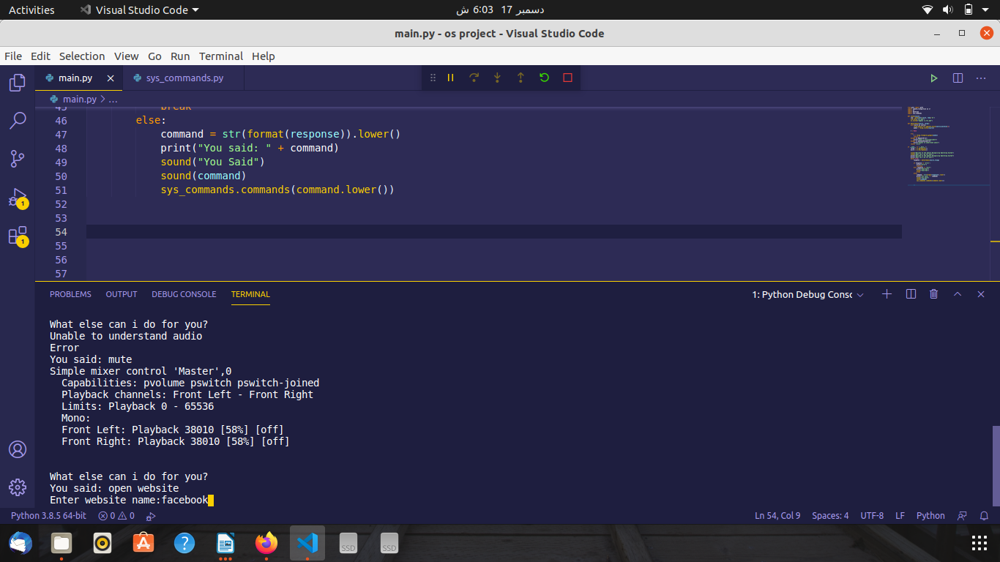 Activities Visual Studio Code دسمبر 17 6:03 ش
main.py - os project - Visual Studio Code
File Edit Selection View Go Run Terminal Help
main.py sys_commands.py
main.py > ...
45 break
46 else:
47 command = str(format(response)).lower()
48 print("You said: " + command)
49 sound("You Said")
50 sound(command)
51 sys_commands.commands(command.lower())
52
53
54
55
56
57
1
1
PROBLEMS OUTPUT DEBUG CONSOLE TERMINAL 1: Python Debug Consc
What else can i do for you?
Unable to understand audio
Error
You said: mute
Simple mixer control 'Master',0
Capabilities: pvolume pswitch pswitch-joined
Playback channels: Front Left - Front Right
Limits: Playback 0 - 65536
Mono:
Front Left: Playback 38010 [58%] [off]
Front Right: Playback 38010 [58%] [off]
What else can i do for you?
You said: open website
Enter website name:facebook
Python 3.8.5 64-bit 0 0 Ln 54, Col 9 Spaces: 4 UTF-8 LF Python
SSD SSD